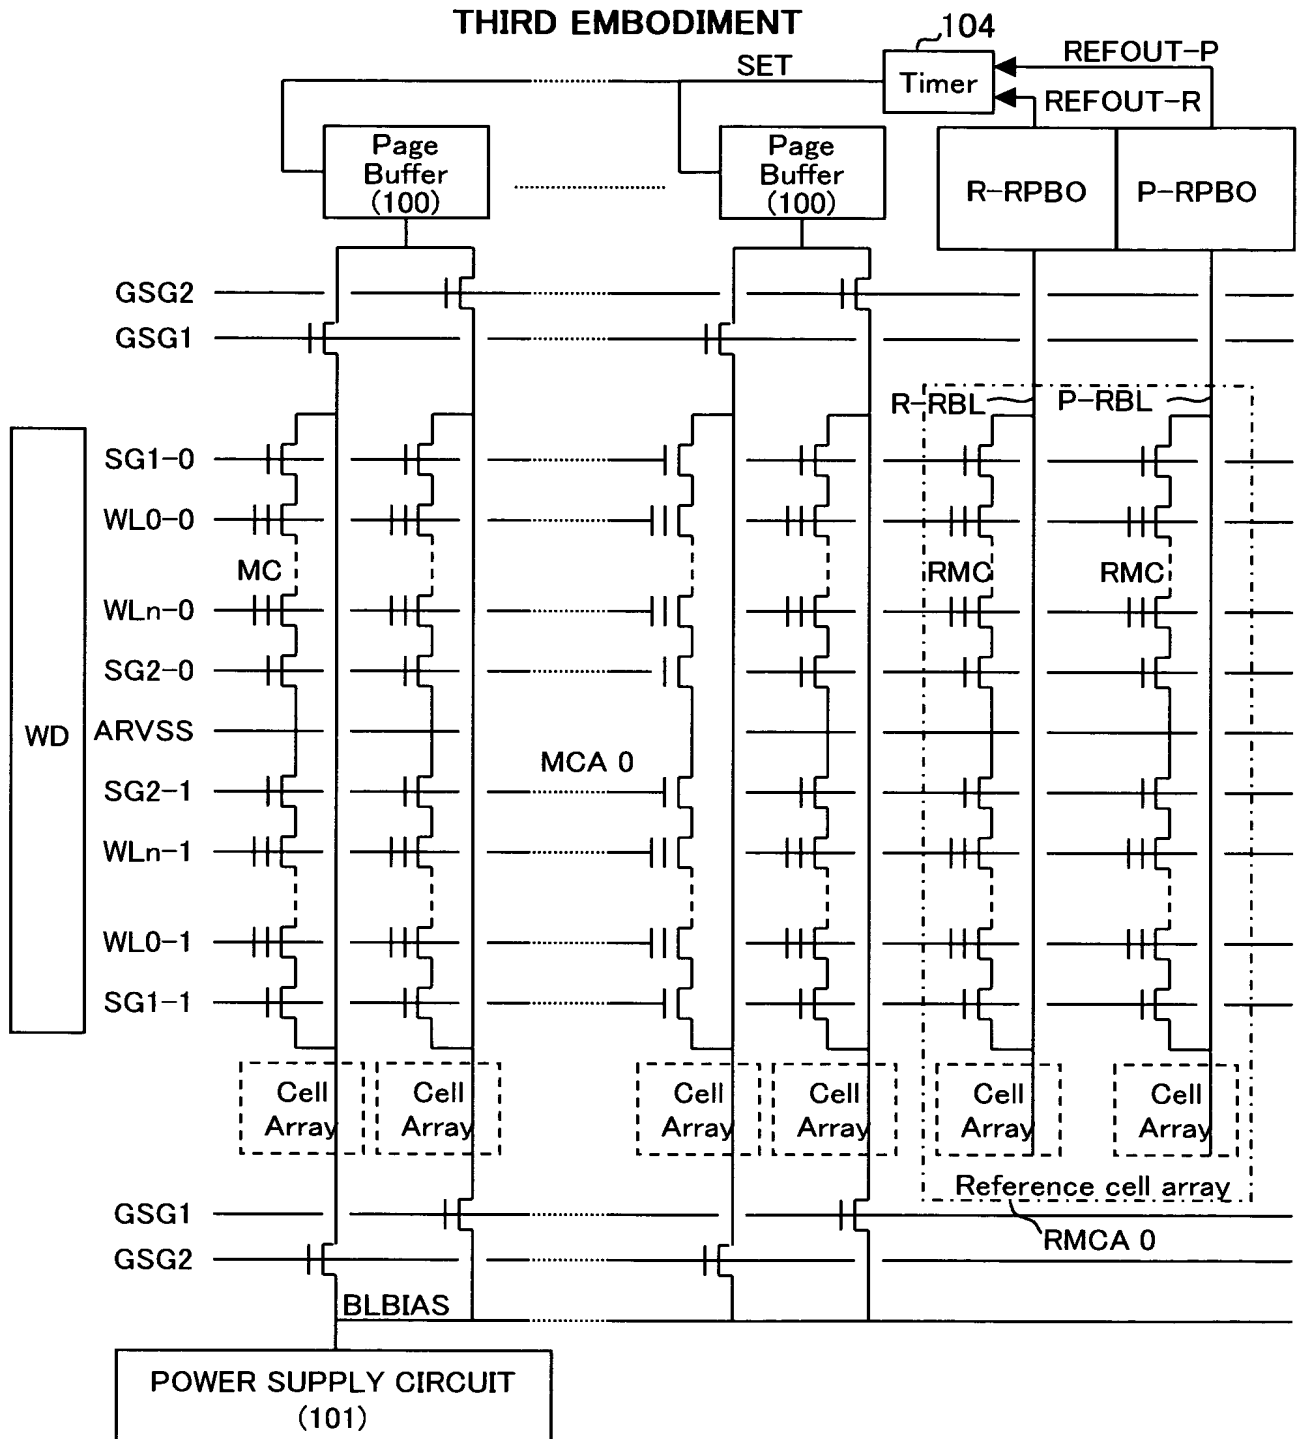 THIRD EMBODIMENT
104
REFOUT-P
SET
Timer
REFOUT-R
Page
Buffer
(100)
Page
Buffer
(100)
R-RPBO
P-RPBO
GSG2
GSG1
R-RBL
P-RBL
SG1-0
WL0-0
MC
RMC
RMC
WLn-0
SG2-0
WD
ARVSS
MCA 0
SG2-1
WLn-1
WL0-1
SG1-1
Cell
Array
Cell
Array
Cell
Array
Cell
Array
Cell
Array
Cell
Array
Reference cell array
GSG1
RMCA 0
GSG2
BLBIAS
POWER SUPPLY CIRCUIT
(101)